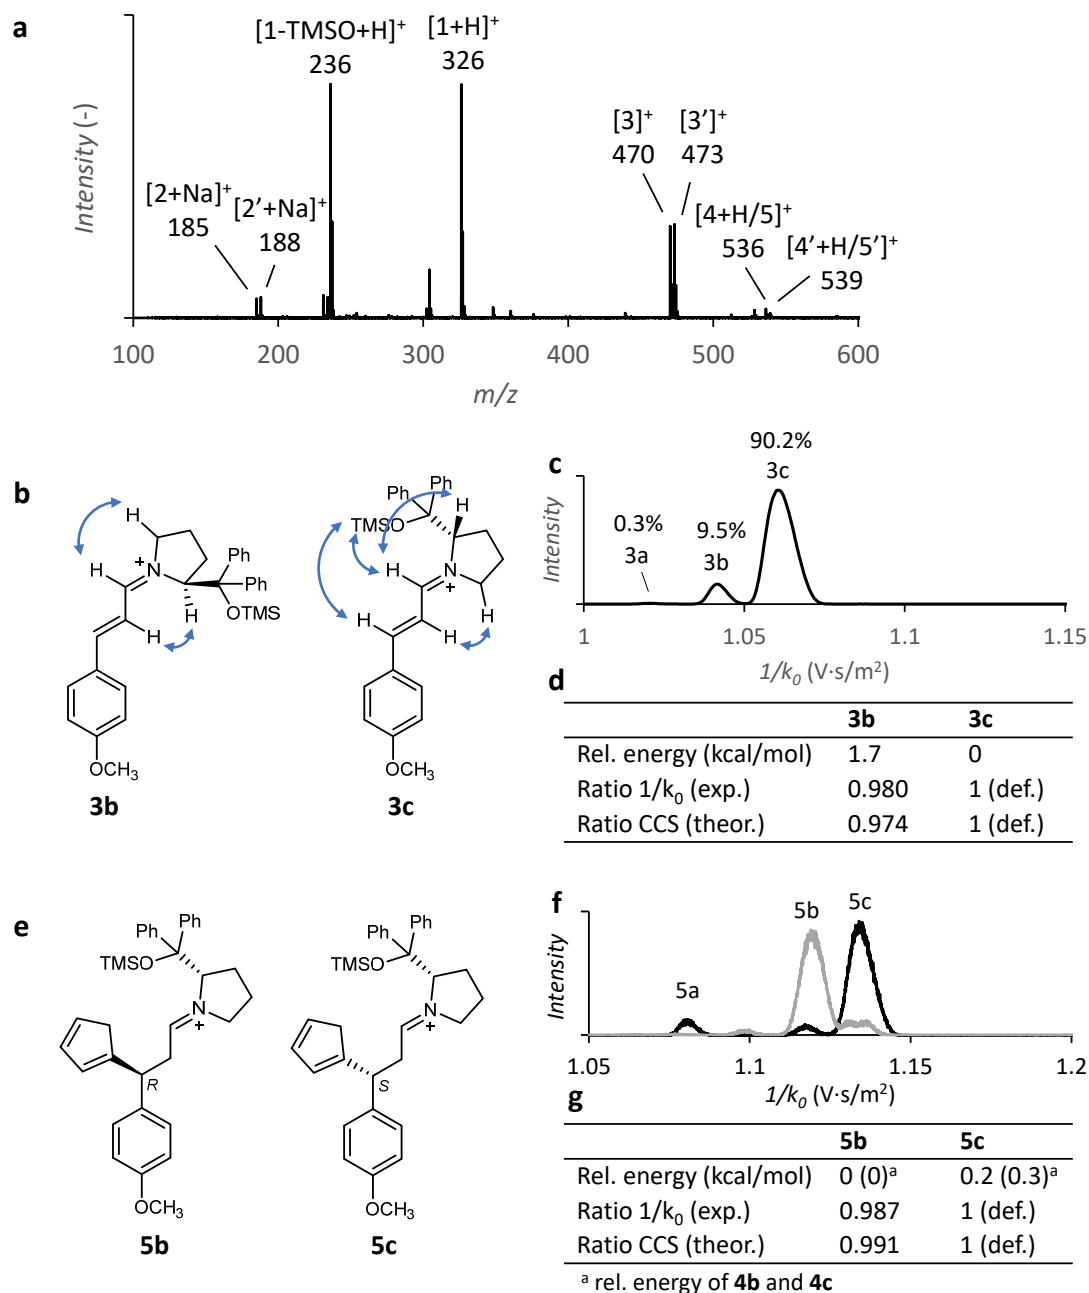 a
[1-TMSO+H]⁺ [1+H]⁺
236 326
[3]⁺ [3’]⁺
470 473
[2+Na]⁺ [2’+Na]⁺
185 188
[4+H/5]⁺ [4’+H/5’]⁺
536 539
Intensity (-)
100 200 300 400 500 600
m/z
b
H
H
N
+
Ph
Ph
OTMS
H
H
OCH₃
3b
Ph Ph
H
TMSO
H
N
+
H
H
H
OCH₃
3c
c
90.2%
3c
0.3%
3a
9.5%
3b
Intensity
1 1.05 1.1 1.15
1/k₀ (V·s/m²)
d
3b 3c
Rel. energy (kcal/mol) 1.7 0
Ratio 1/k₀ (exp.) 0.980 1 (def.)
Ratio CCS (theor.) 0.974 1 (def.)
e
Ph Ph
TMSO
N
+
R
OCH₃
5b
Ph Ph
TMSO
N
+
S
OCH₃
5c
f
5b 5c
5a
Intensity
1.05 1.1 1.15 1.2
1/k₀ (V·s/m²)
g
5b 5c
Rel. energy (kcal/mol) 0 (0)ᵃ 0.2 (0.3)ᵃ
Ratio 1/k₀ (exp.) 0.987 1 (def.)
Ratio CCS (theor.) 0.991 1 (def.)
ᵃ rel. energy of 4b and 4c